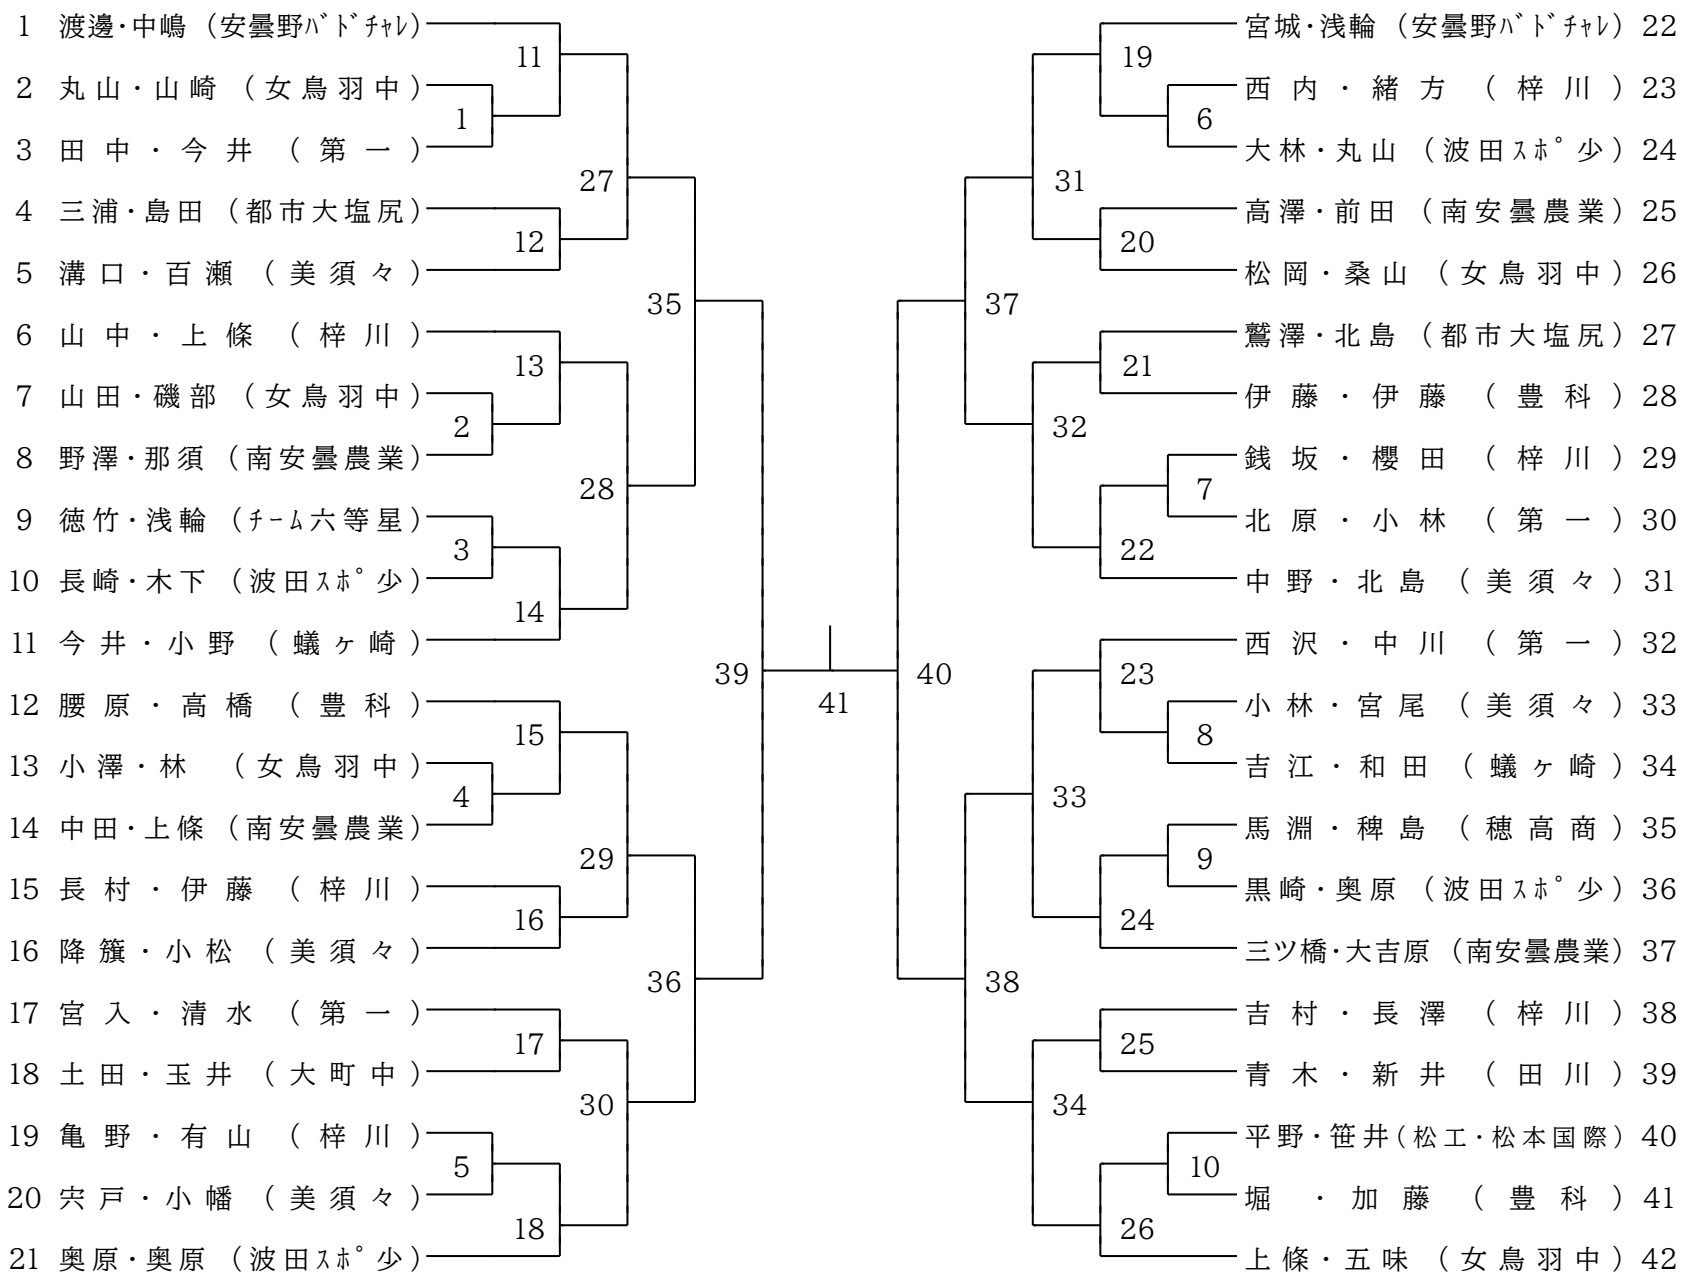 1 渡邊・中嶋 (安曇野ﾊﾞﾄﾞﾁｬﾚ)
2 丸山・山崎 (女鳥羽中)
3 田中・今井 (第一)
4 三浦・島田 (都市大塩尻)
5 溝口・百瀬 (美須々)
6 山中・上條 (梓川)
7 山田・磯部 (女鳥羽中)
8 野澤・那須 (南安曇農業)
9 徳竹・浅輪 (ﾁｰﾑ六等星)
10 長崎・木下 (波田ｽﾎﾟ少)
11 今井・小野 (蟻ヶ崎)
12 腰原・高橋 (豊科)
13 小澤・林 (女鳥羽中)
14 中田・上條 (南安曇農業)
15 長村・伊藤 (梓川)
16 降籏・小松 (美須々)
17 宮入・清水 (第一)
18 土田・玉井 (大町中)
19 亀野・有山 (梓川)
20 宍戸・小幡 (美須々)
21 奥原・奥原 (波田ｽﾎﾟ少)
1
2
3
4
5
11
12
13
14
15
16
17
18
27
28
29
30
35
36
39
41
40
37
38
31
32
33
34
19
20
21
22
23
24
25
26
6
7
8
9
10
宮城・浅輪 (安曇野ﾊﾞﾄﾞﾁｬﾚ) 22
西内・緒方 (梓川) 23
大林・丸山 (波田ｽﾎﾟ少) 24
高澤・前田 (南安曇農業) 25
松岡・桑山 (女鳥羽中) 26
鷲澤・北島 (都市大塩尻) 27
伊藤・伊藤 (豊科) 28
銭坂・櫻田 (梓川) 29
北原・小林 (第一) 30
中野・北島 (美須々) 31
西沢・中川 (第一) 32
小林・宮尾 (美須々) 33
吉江・和田 (蟻ヶ崎) 34
馬淵・稗島 (穂高商) 35
黒崎・奥原 (波田ｽﾎﾟ少) 36
三ツ橋・大吉原 (南安曇農業) 37
吉村・長澤 (梓川) 38
青木・新井 (田川) 39
平野・笹井 (松工・松本国際) 40
堀・加藤 (豊科) 41
上條・五味 (女鳥羽中) 42